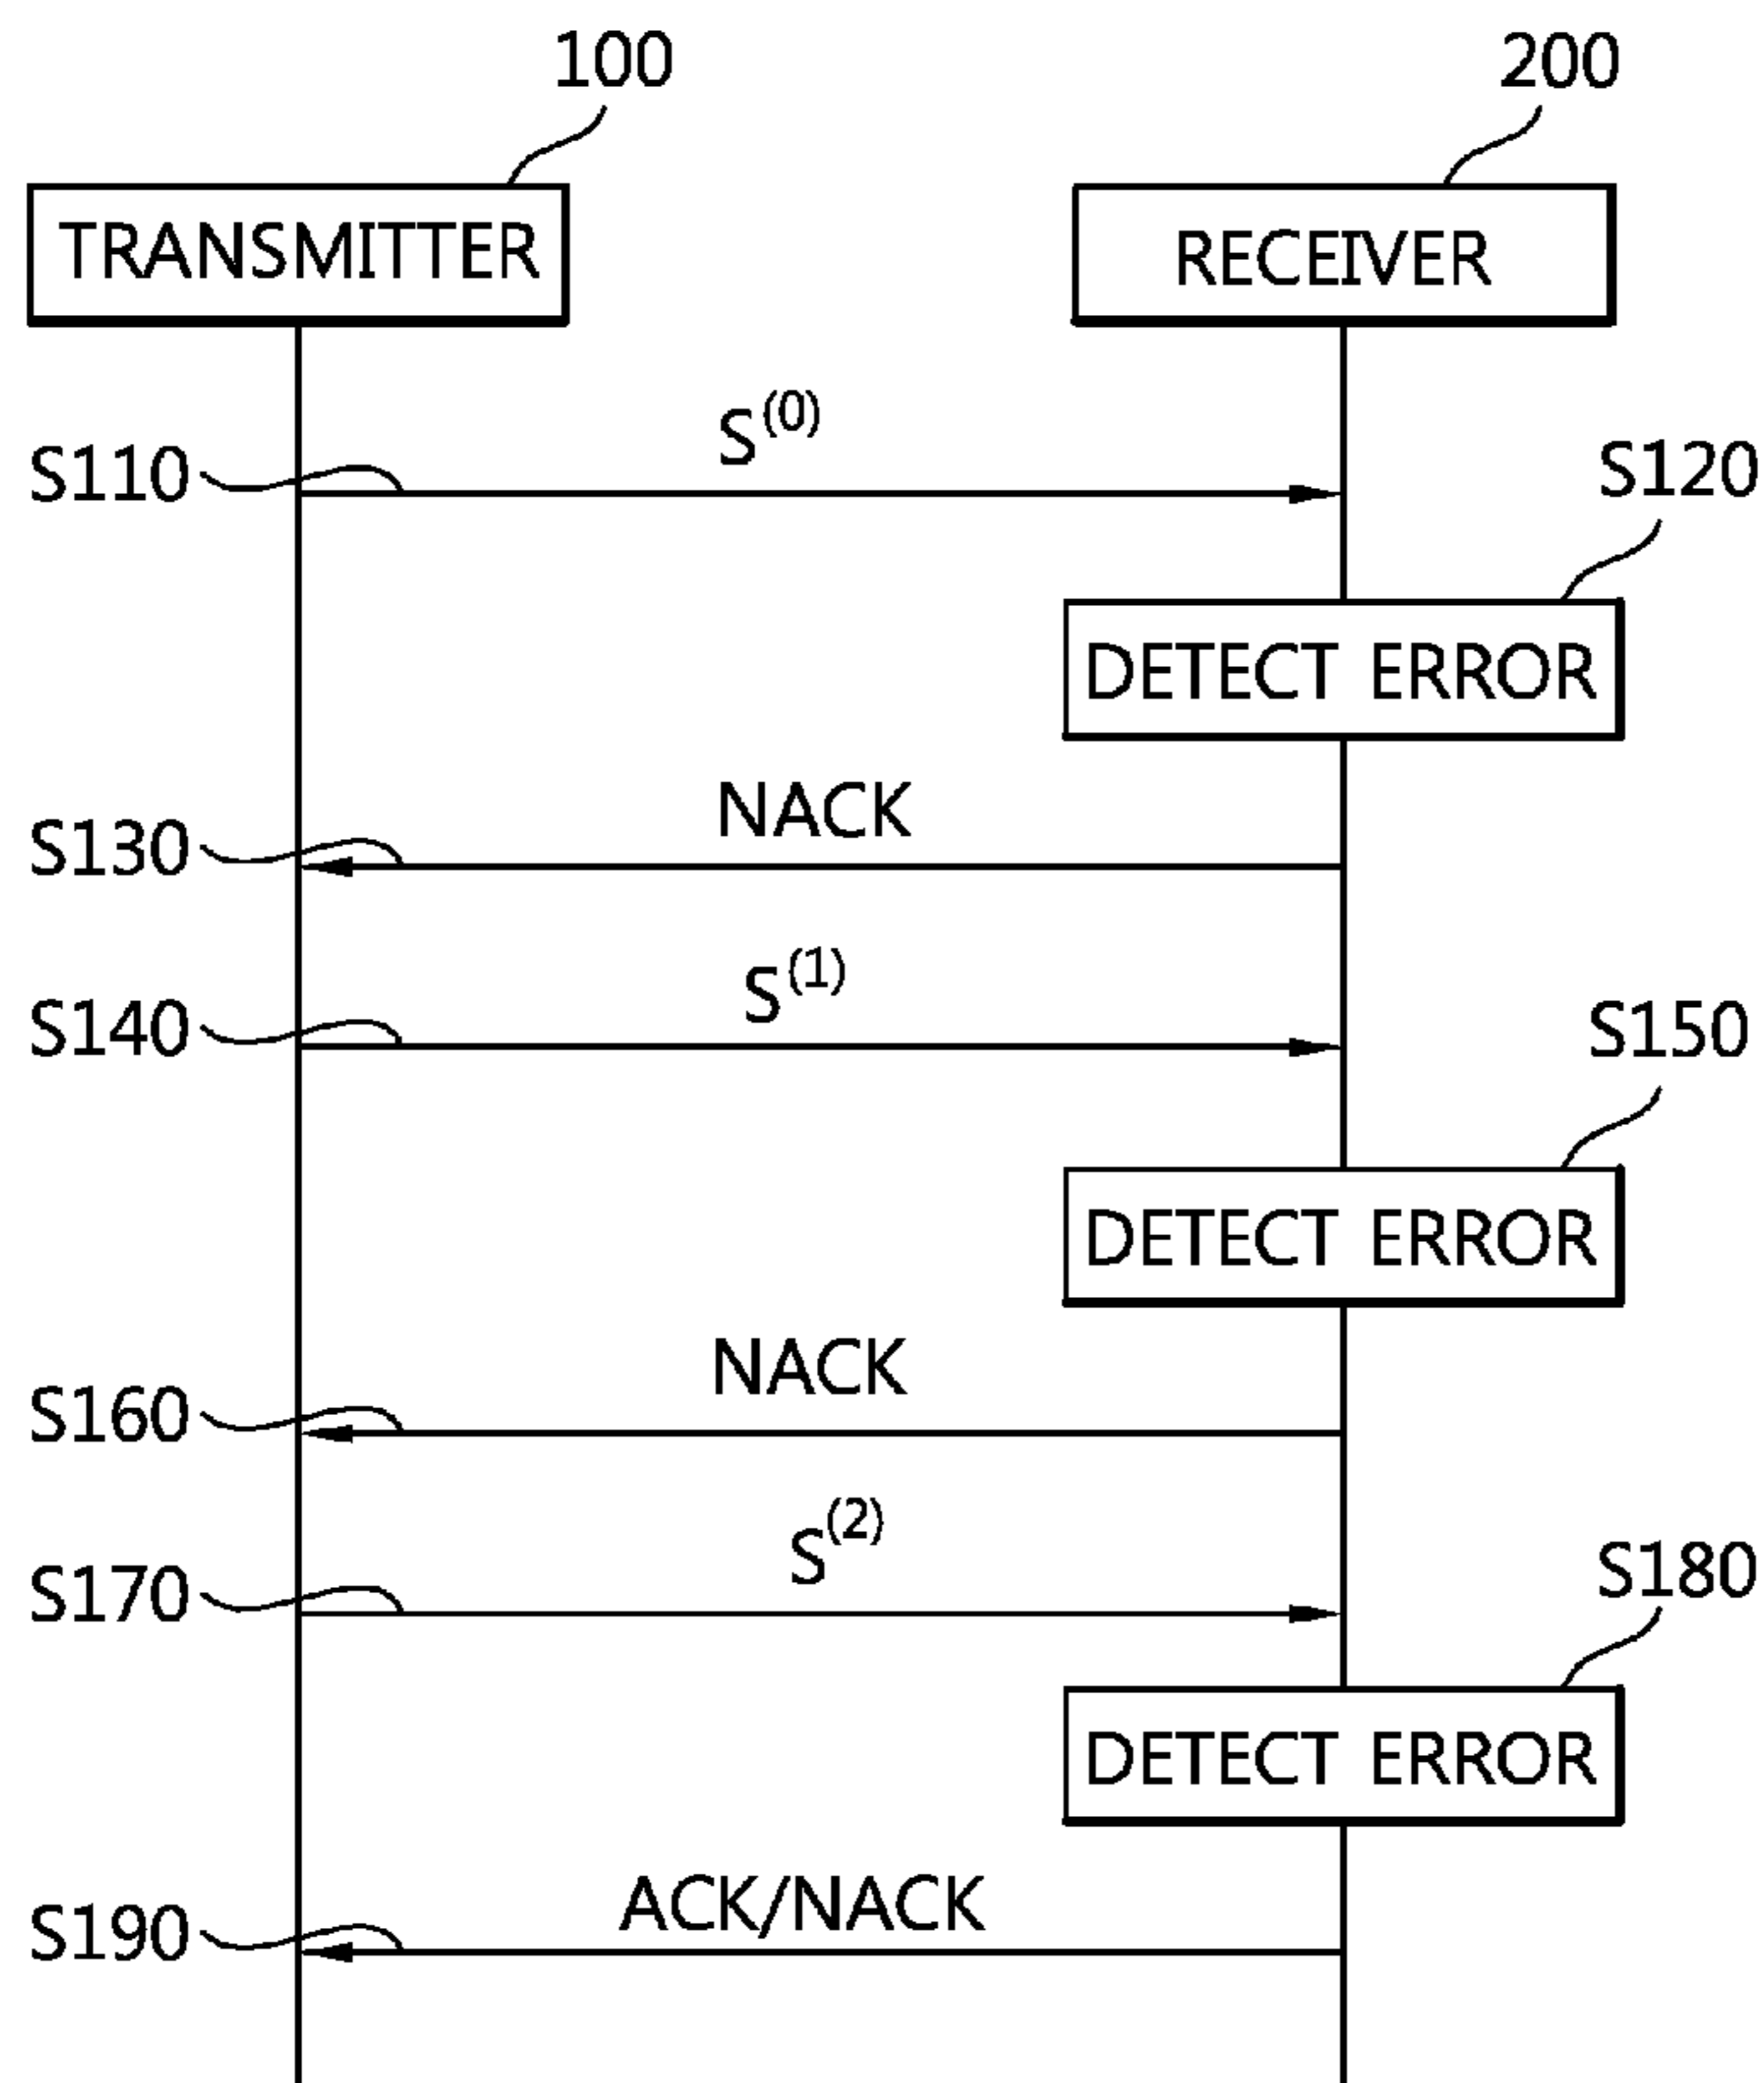 100
200
TRANSMITTER
RECEIVER
S⁽⁰⁾
S110
S120
DETECT ERROR
NACK
S130
S⁽¹⁾
S140
S150
DETECT ERROR
NACK
S160
S⁽²⁾
S170
S180
DETECT ERROR
ACK/NACK
S190